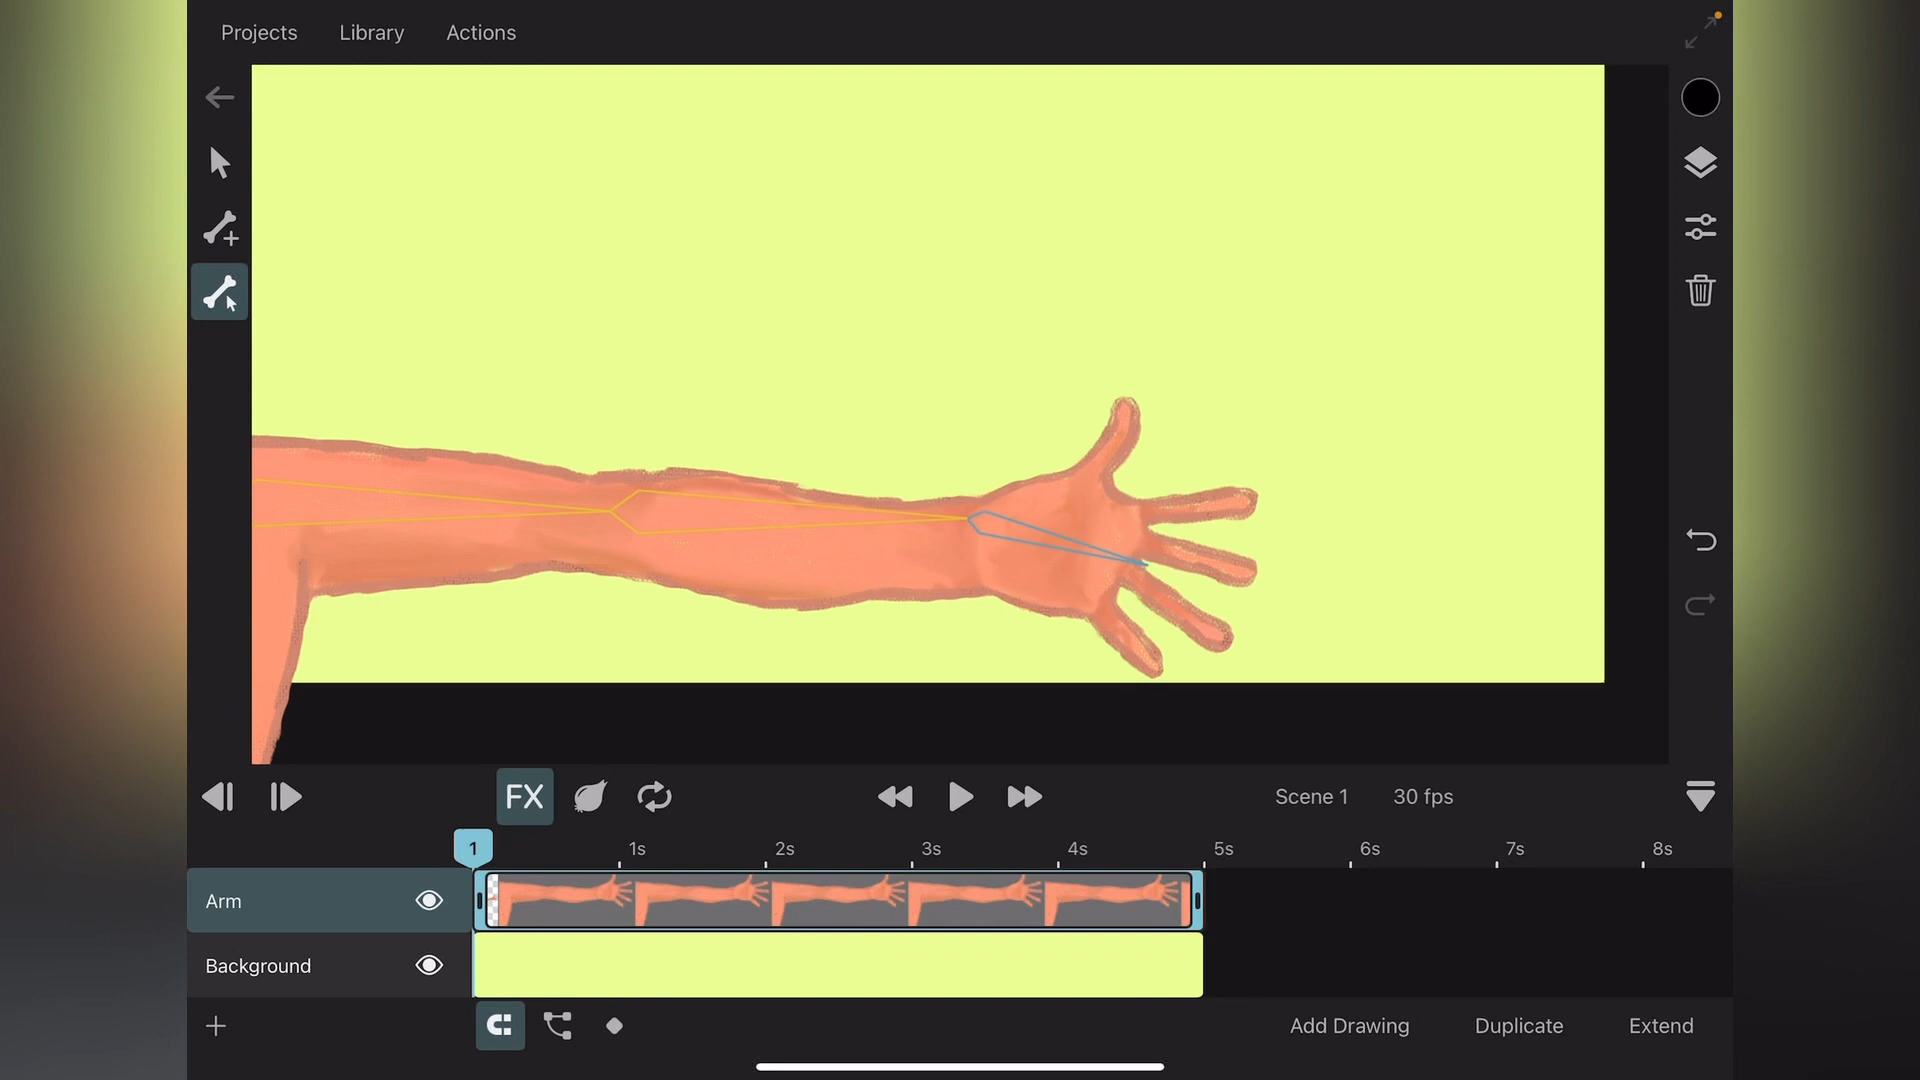 Projects Library Actions
FX
Scene 1 30 fps
1 1s 2s 3s 4s 5s 6s 7s 8s
Arm
Background
Add Drawing Duplicate Extend